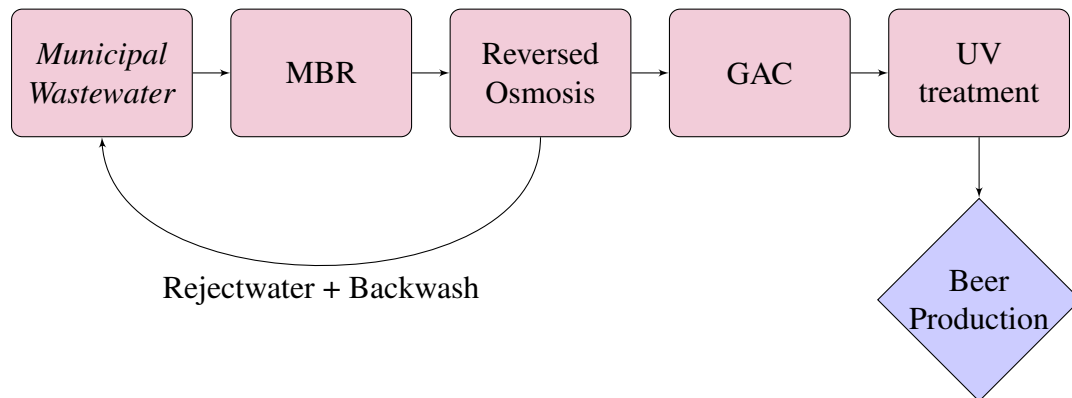 Municipal
Wastewater
MBR
Reversed
Osmosis
GAC
UV
treatment
Rejectwater + Backwash
Beer
Production